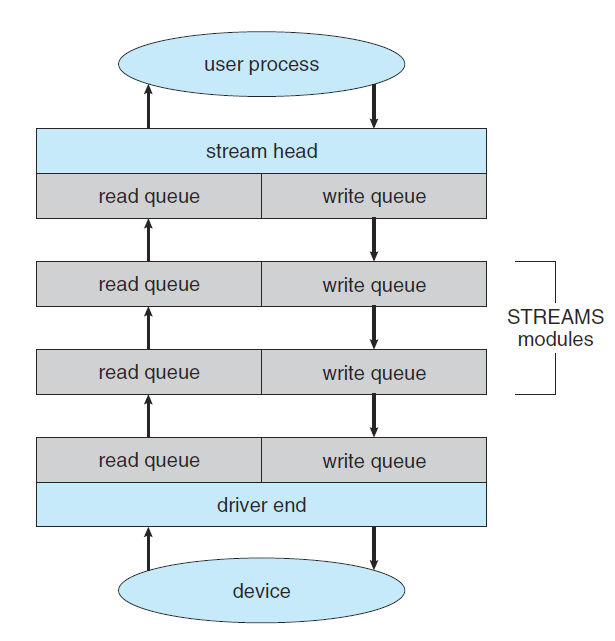 user process
stream head
read queue
write queue
read queue
write queue
STREAMS
modules
read queue
write queue
read queue
write queue
driver end
device